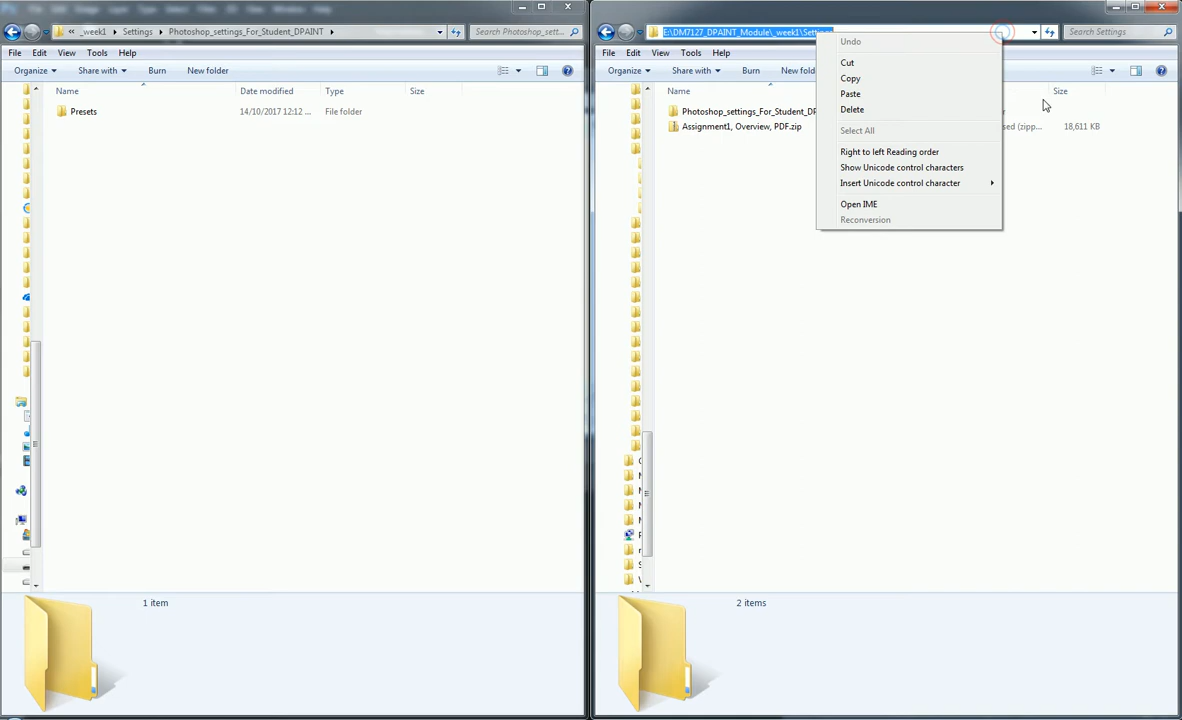 « _week1 ▸ Settings ▸ Photoshop_settings_For_Student_DPAINT ▸
Search Photoshop_set...
File Edit View Tools Help
Organize Share with Burn New folder
Name Date modified Type Size
Presets 14/10/2017 12:12 ... File folder
1 item
E:\DM7127_DPAINT_Module\_week1\Settings
Search Settings
File Edit View Tools Help
Organize Share with Burn New fold
Name Size
Photoshop_settings_For_Student_DP
Assignment1, Overview, PDF.zip sed (zipp... 18,611 KB
Undo
Cut
Copy
Paste
Delete
Select All
Right to left Reading order
Show Unicode control characters
Insert Unicode control character
Open IME
Reconversion
2 items